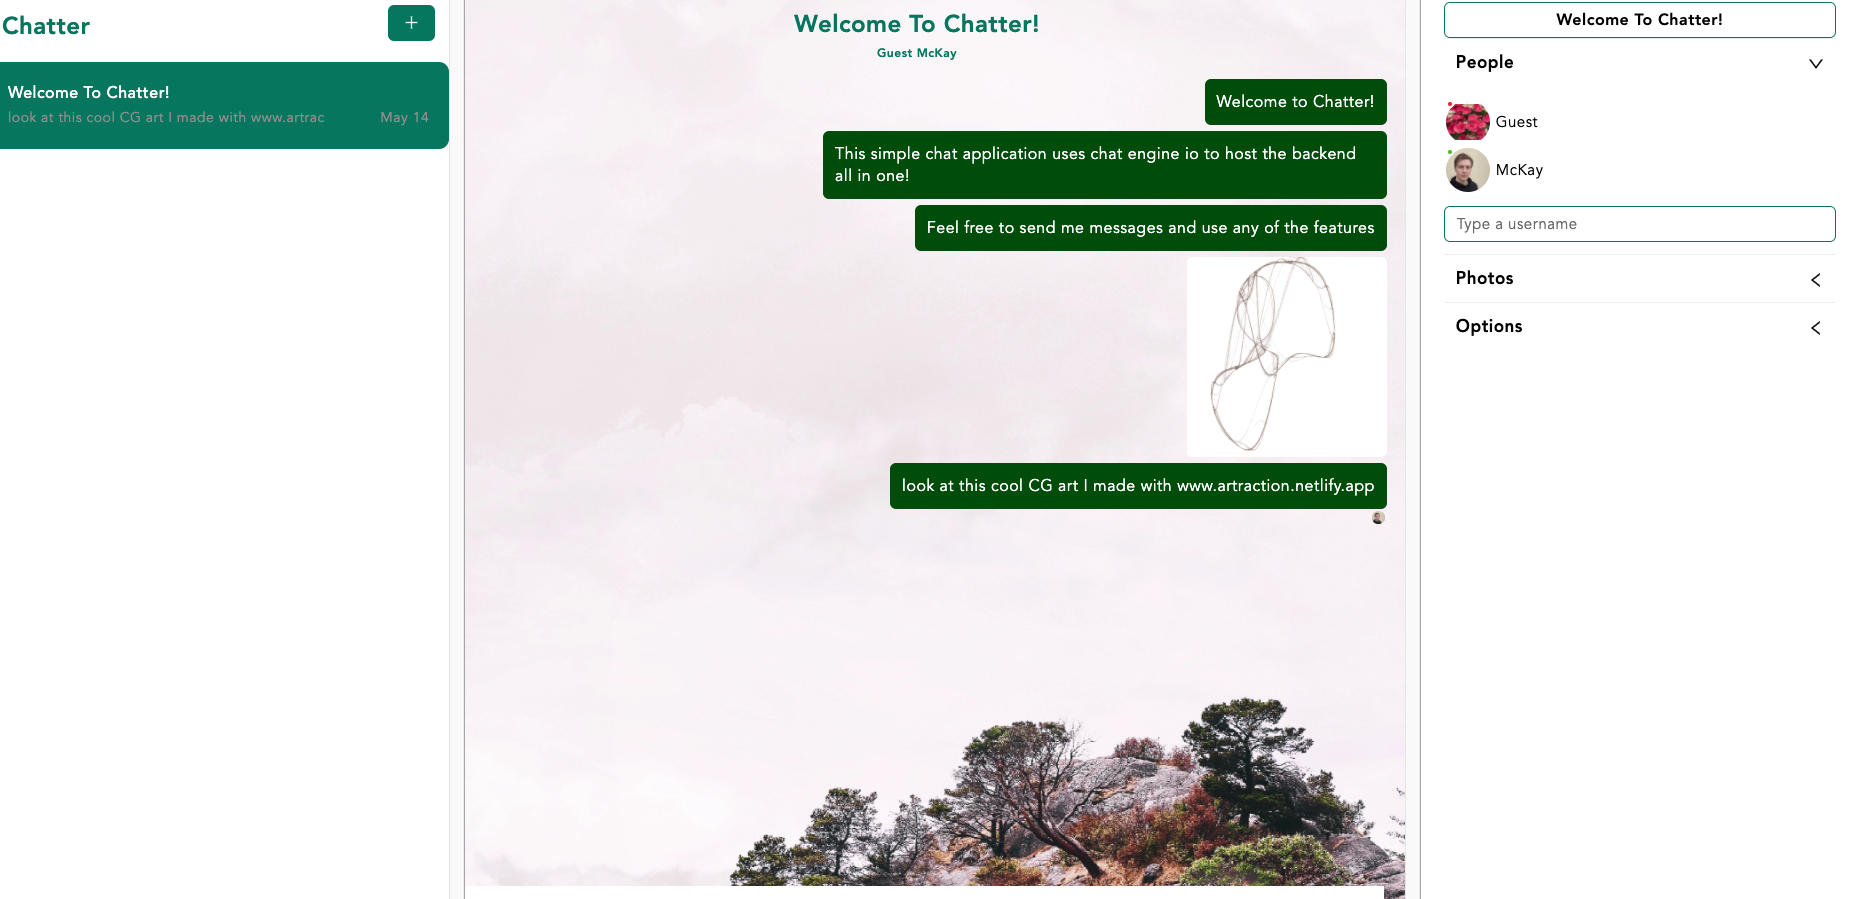 Chatter
+
Welcome To Chatter!
look at this cool CG art I made with www.artrac
May 14
Welcome To Chatter!
Guest McKay
Welcome to Chatter!
This simple chat application uses chat engine io to host the backend
all in one!
Feel free to send me messages and use any of the features
look at this cool CG art I made with www.artraction.netlify.app
Welcome To Chatter!
People
Guest
McKay
Type a username
Photos
Options